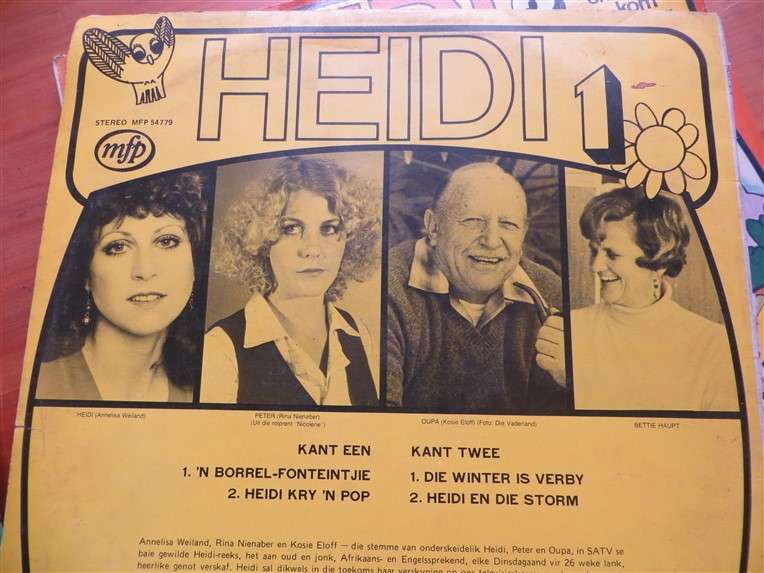 kom
HEIDI 1
STEREO MFP 54779
mfp
HEIDI (Annelisa Weiland)
PETER (Rina Nienaber)
(Uit die rolprent 'Nicolene')
OUPA (Kosie Eloff) (Foto: Die Vaderland)
BETTIE HAUPT
KANT EEN
1. 'N BORREL-FONTEINTJIE
2. HEIDI KRY 'N POP
KANT TWEE
1. DIE WINTER IS VERBY
2. HEIDI EN DIE STORM
Annelisa Weiland, Rina Nienaber en Kosie Eloff — die stemme van onderskeidelik Heidi, Peter en Oupa, in SATV se
baie gewilde Heidi-reeks, het aan oud en jonk, Afrikaans- en Engelssprekend, elke Dinsdagaand vir 26 weke lank,
heerlike genot verskaf. Heidi sal dikwels in die toekoms haar verskyning op ons